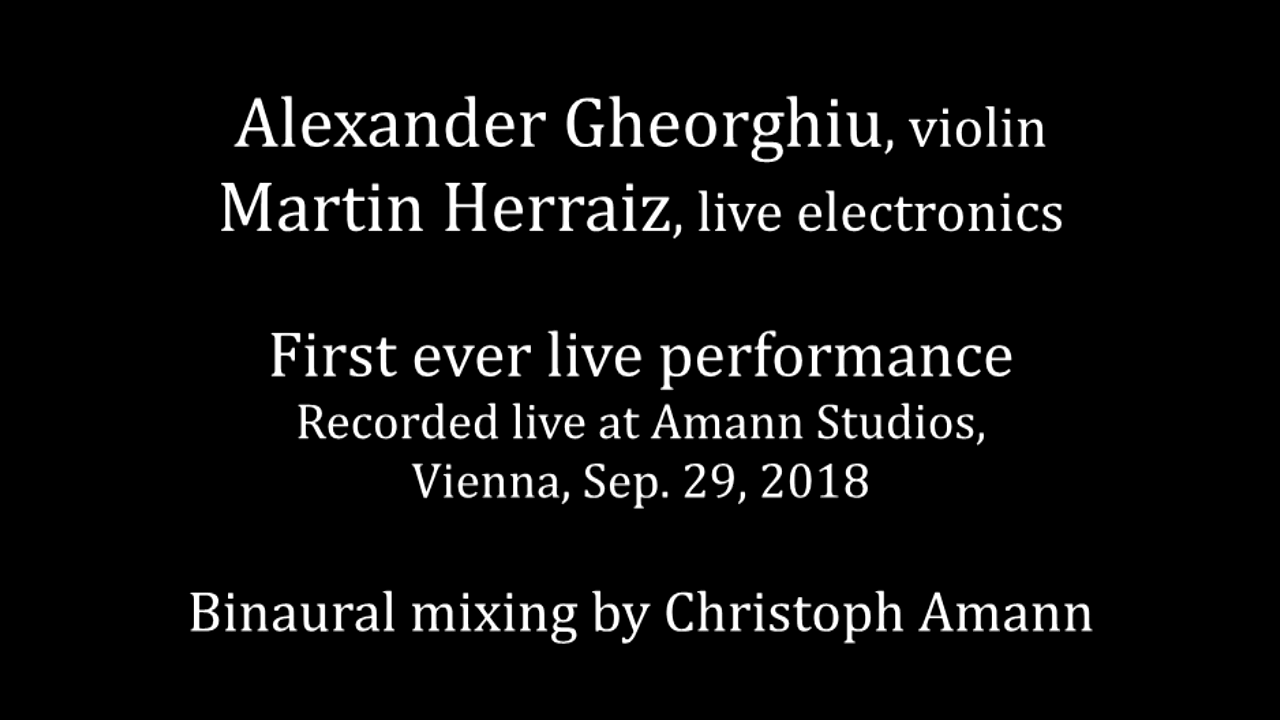 Alexander Gheorghiu, violin
Martin Herraiz, live electronics
First ever live performance
Recorded live at Amann Studios,
Vienna, Sep. 29, 2018
Binaural mixing by Christoph Amann